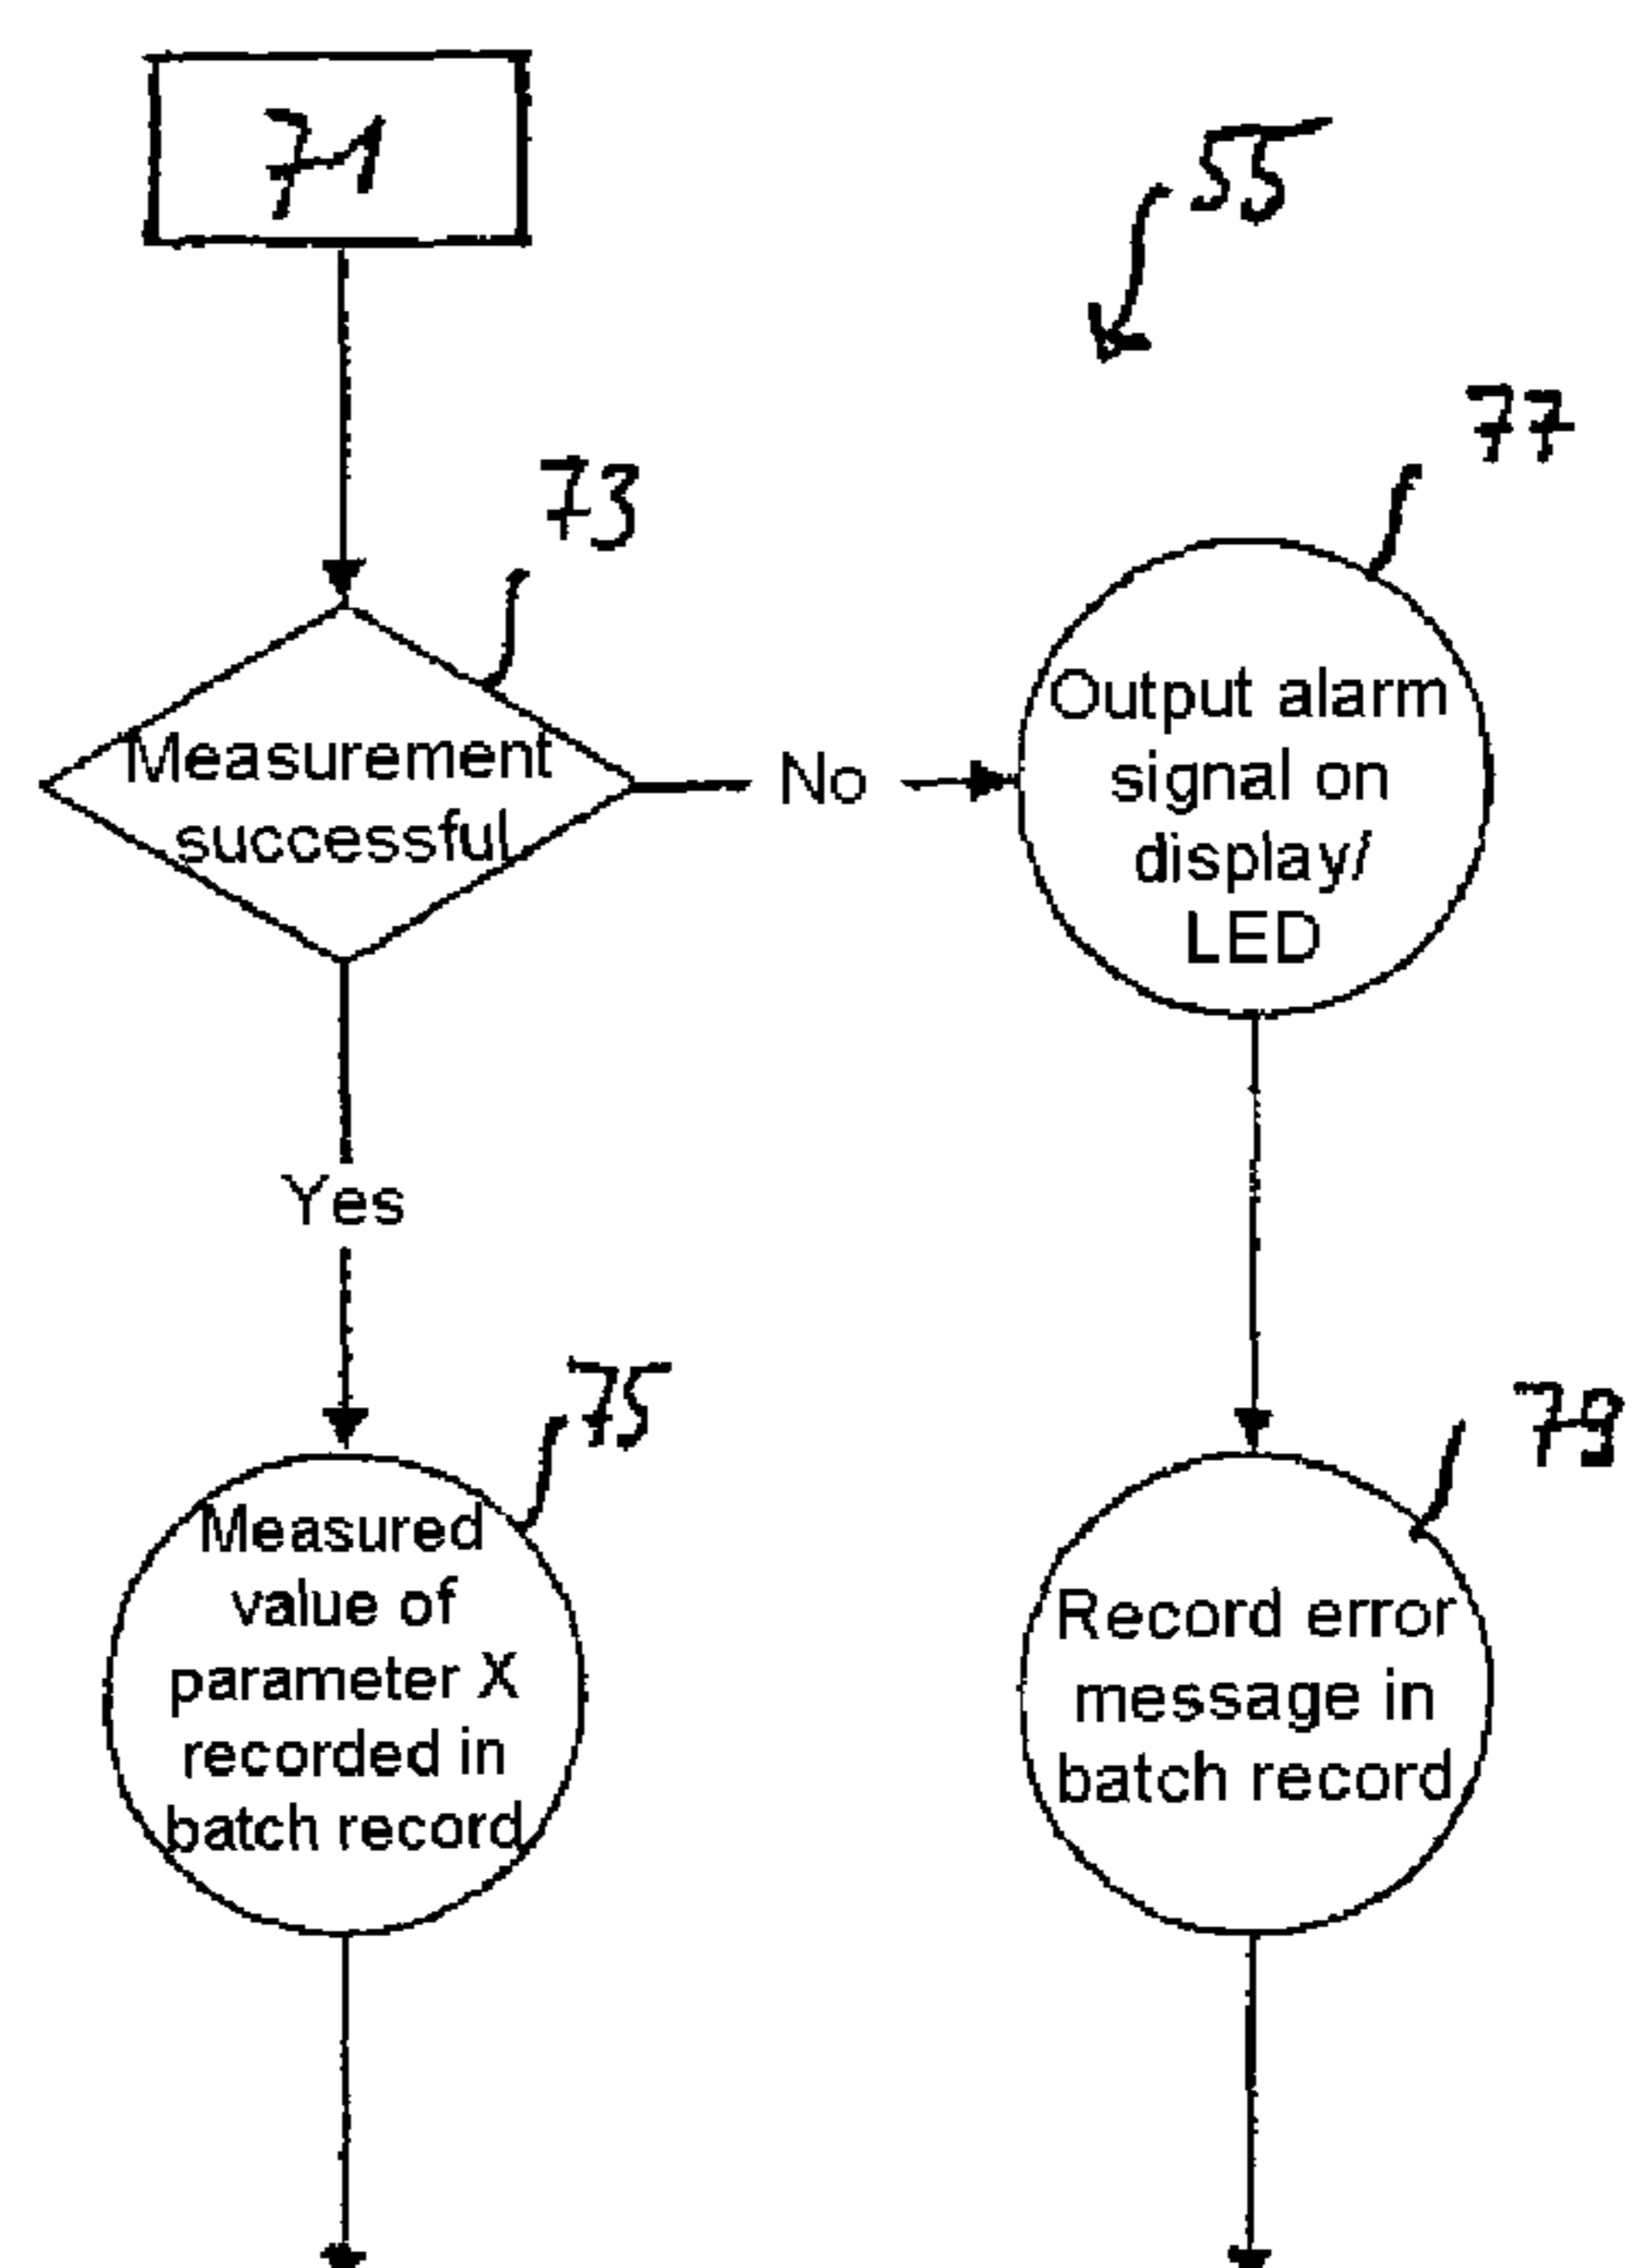 71
55
77
73
Measurement
successful
No
Output alarm
signal on
display/
LED
Yes
75
79
Measured
value of
parameter X
recorded in
batch record
Record error
message in
batch record